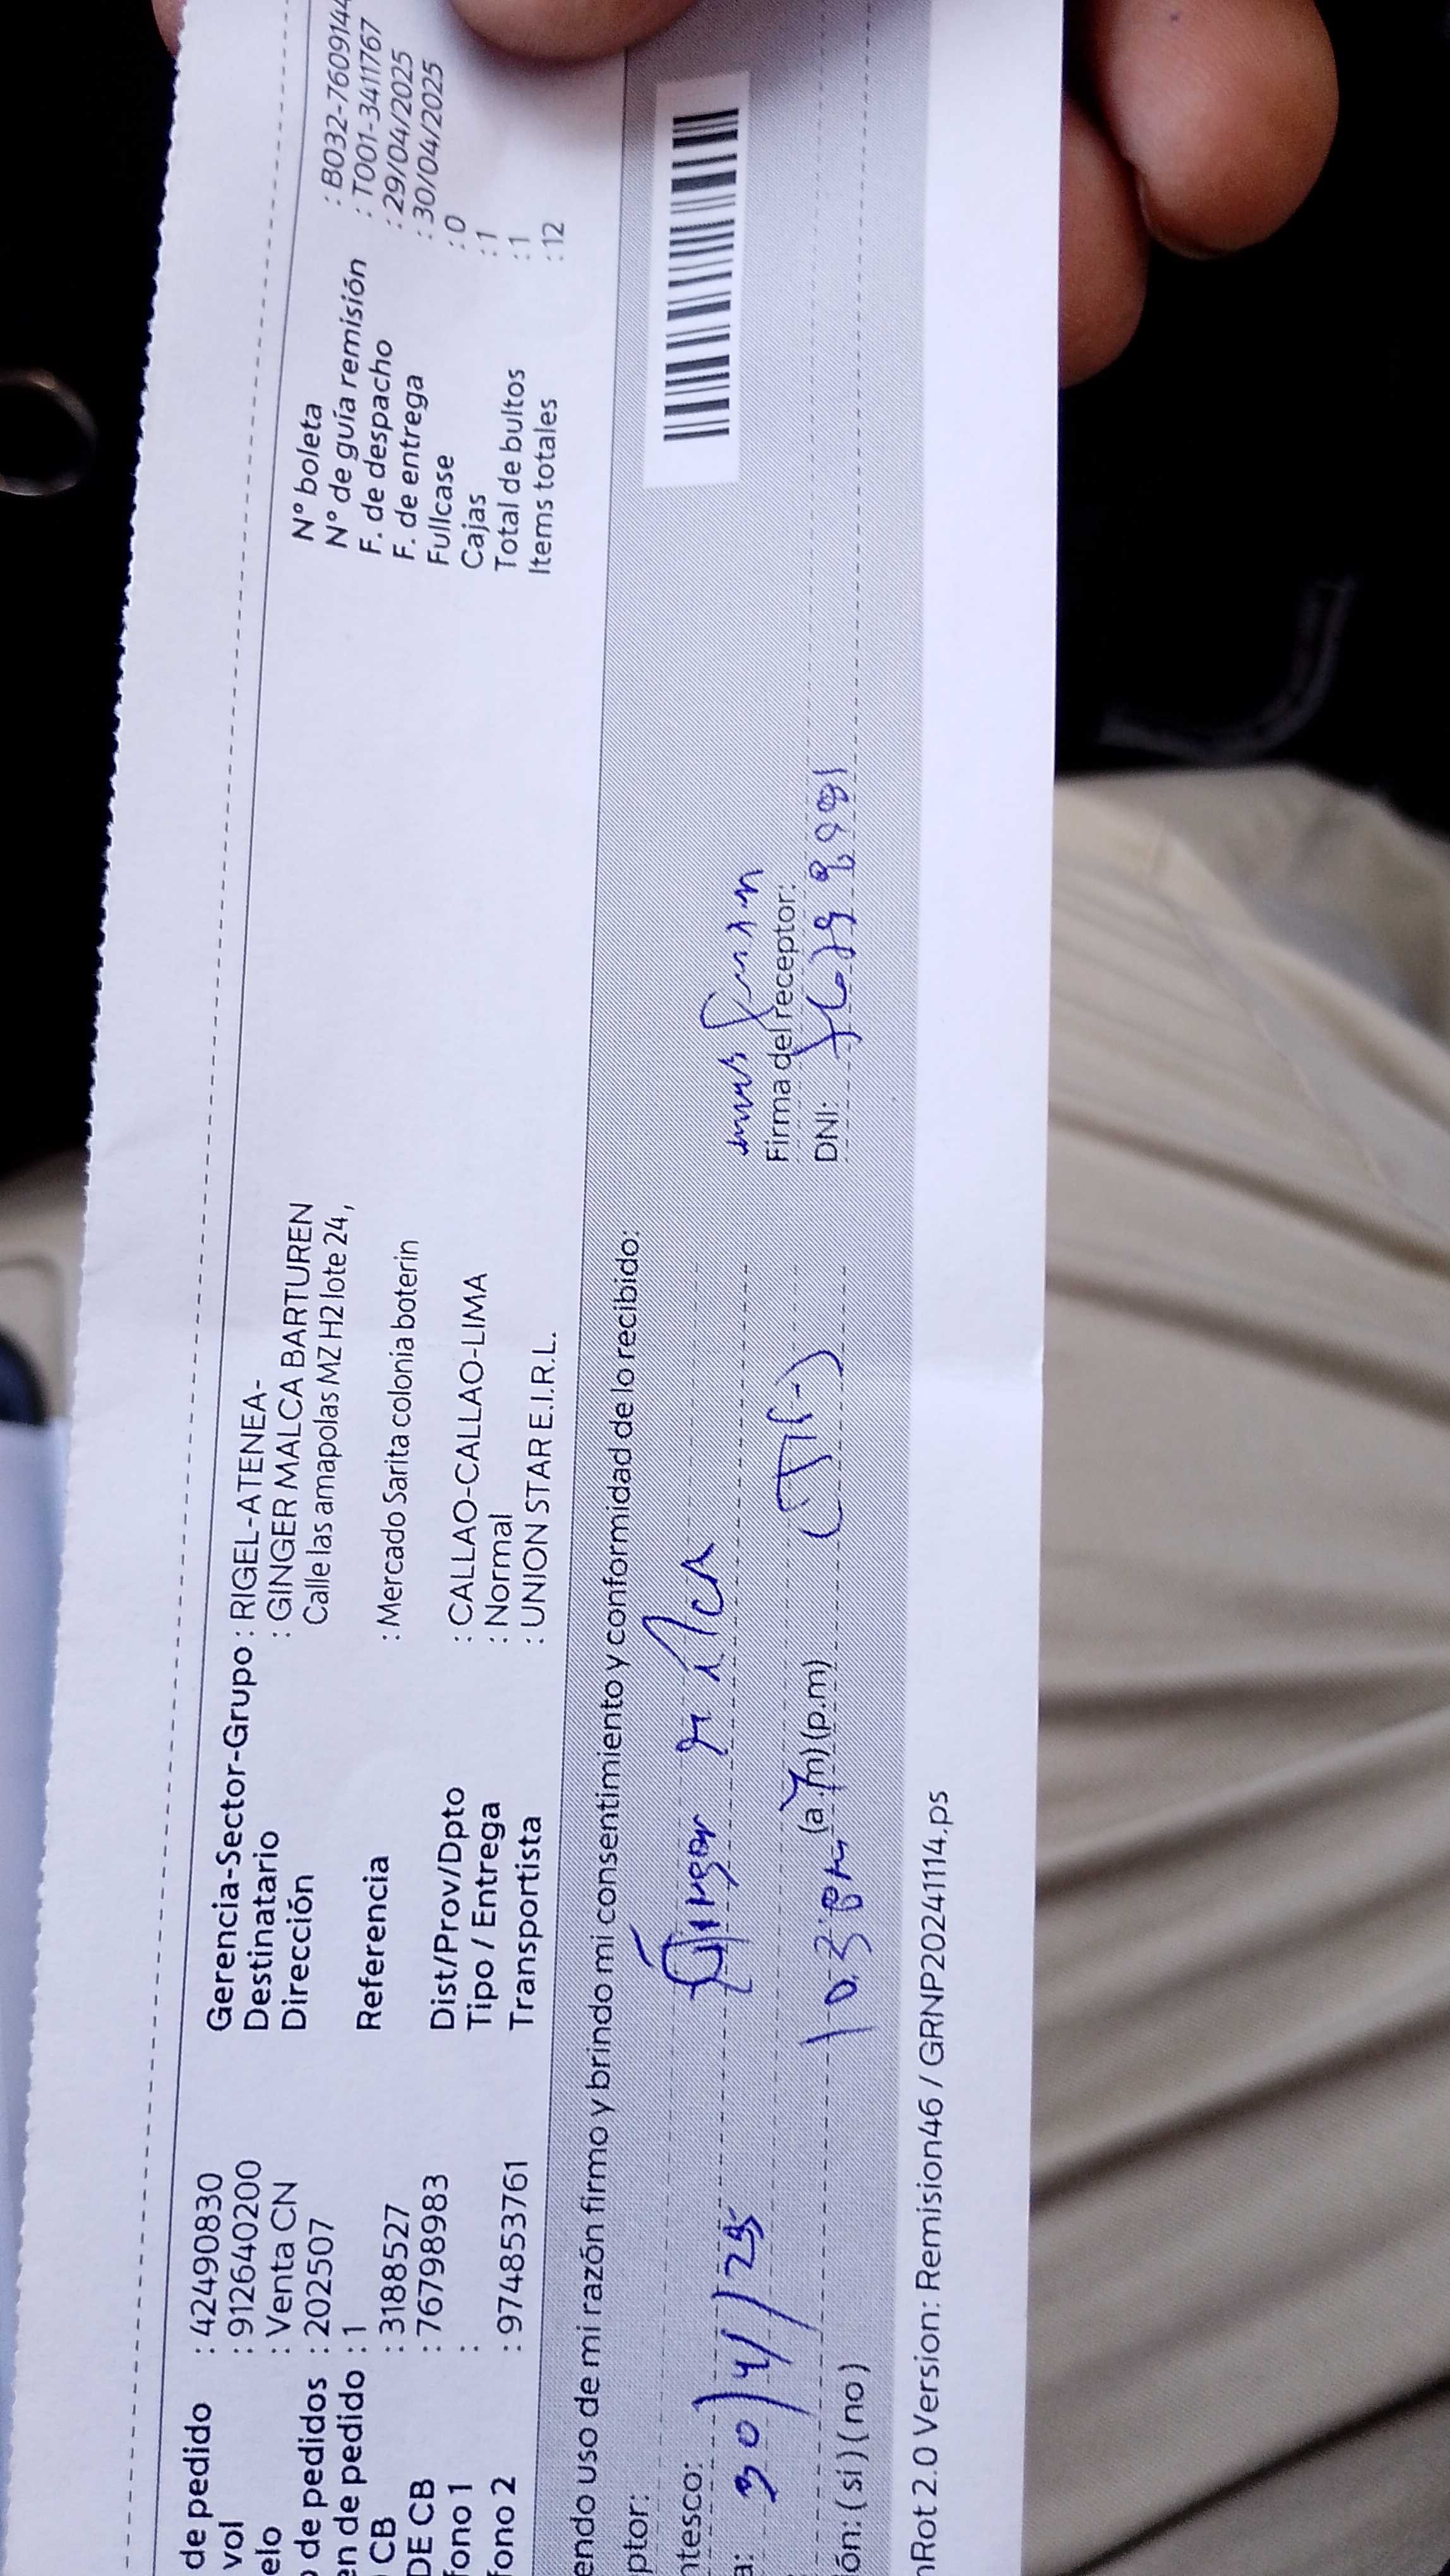 de pedido : 42490830
vol : 912640200
elo : Venta CN
de pedidos : 202507
en de pedido : 1
CB : 3188527
DE CB : 76798983
fono 1 :
fono 2 : 974853761
Gerencia-Sector-Grupo : RIGEL-ATENEA-
Destinatario : GINGER MALCA BARTUREN
Dirección Calle las amapolas MZ H2 lote 24,
Referencia : Mercado Sarita colonia boterin
Dist/Prov/Dpto : CALLAO-CALLAO-LIMA
Tipo / Entrega : Normal
Transportista : UNION STAR E.I.R.L.
N° boleta : B032-7609144
N° de guía remisión : T001-3411767
F. de despacho : 29/04/2025
F. de entrega : 30/04/2025
Fullcase : 0
Cajas : 1
Total de bultos : 1
Items totales : 12
endo uso de mi razón firmo y brindo mi consentimiento y conformidad de lo recibido:
ptor:
ntesco:
a: 30/4/25 (a.m) (p.m)
ón: (si) (no)
Firma del receptor:
DNI:
nRot 2.0 Version: Remision46 / GRNP20241114.ps